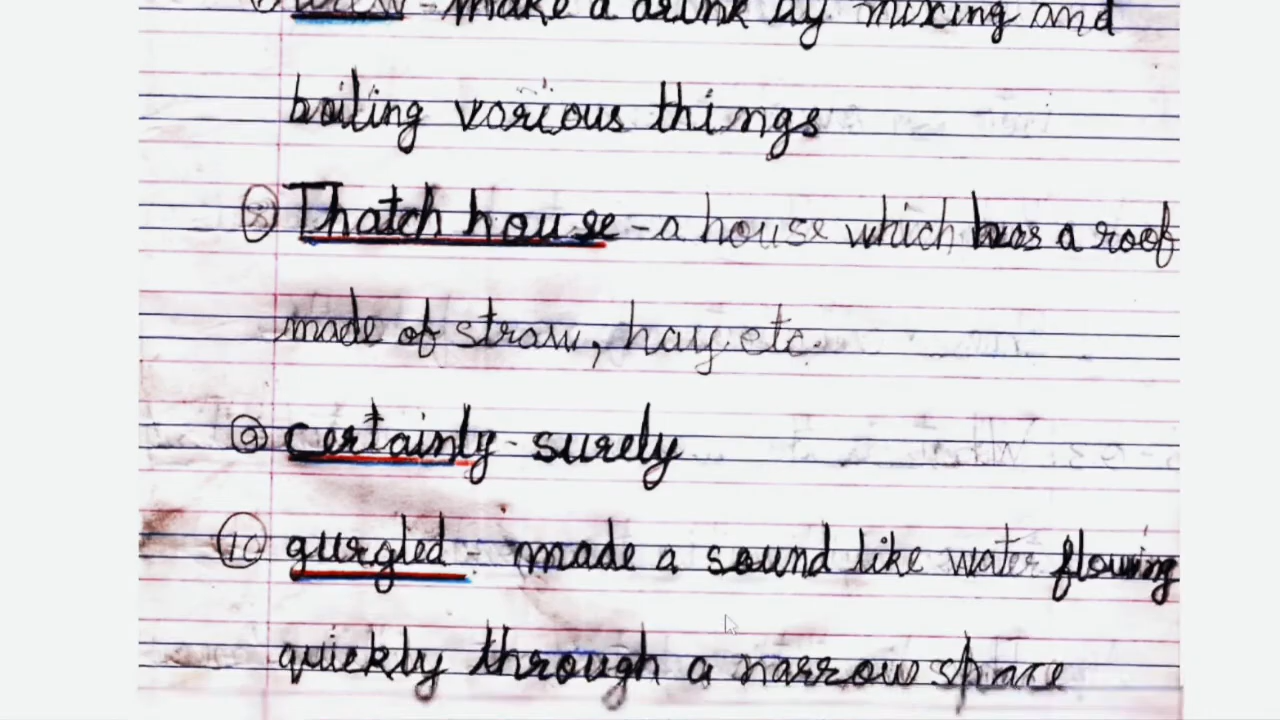 - make a drink by mixing and
boiling various things
⑧ Thatch house - a house which has a roof
made of straw, hay etc.
⑨ certainly - surely
⑩ gurgled - made a sound like water flowing
quickly through a narrow space